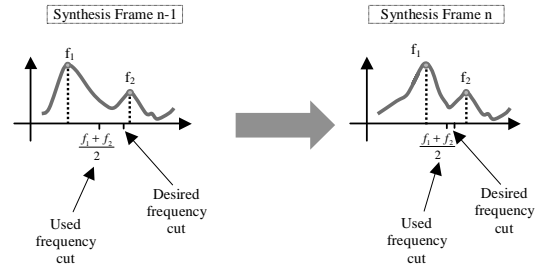 Synthesis Frame n-1
f1
f2
f1 + f2
2
Used
frequency
cut
Desired
frequency
cut
Synthesis Frame n
f1
f2
f1 + f2
2
Used
frequency
cut
Desired
frequency
cut